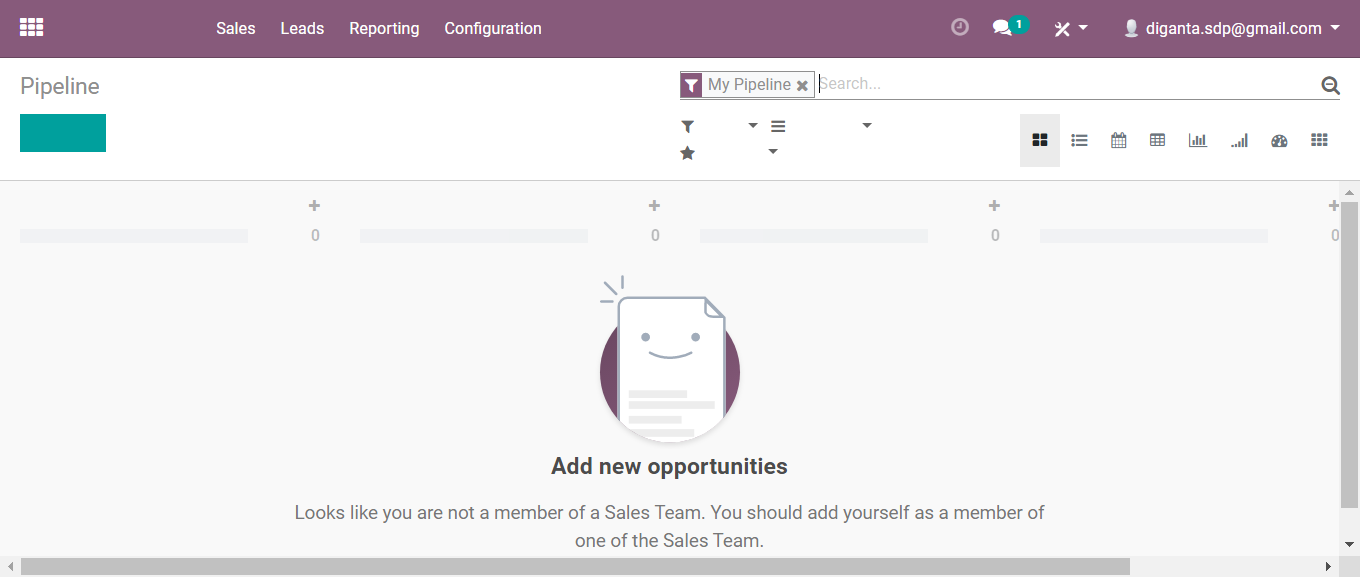 Sales Leads Reporting Configuration 1 diganta.sdp@gmail.com
Pipeline
My Pipeline Search...
0 0 0 0
Add new opportunities
Looks like you are not a member of a Sales Team. You should add yourself as a member of
one of the Sales Team.